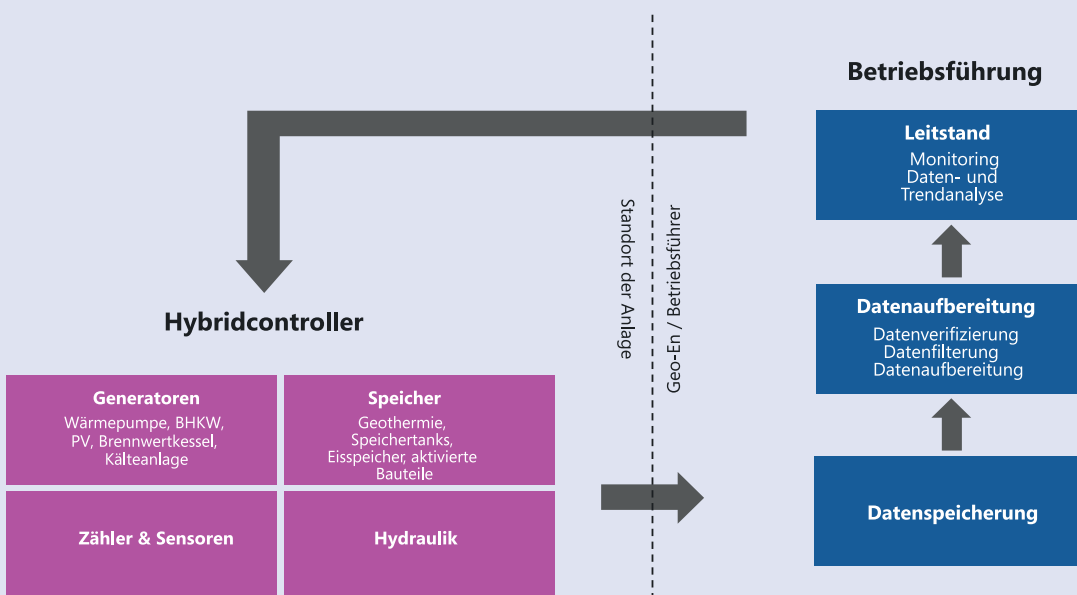 Betriebsführung
Leitstand
Monitoring
Daten- und
Trendanalyse
Standort der Anlage
Geo-En / Betriebsführer
Datenaufbereitung
Datenverifizierung
Datenfilterung
Datenaufbereitung
Hybridcontroller
Generatoren
Wärmepumpe, BHKW,
PV, Brennwertkessel,
Kälteanlage
Speicher
Geothermie,
Speichertanks,
Eisspeicher, aktivierte
Bauteile
Zähler & Sensoren
Hydraulik
Datenspeicherung